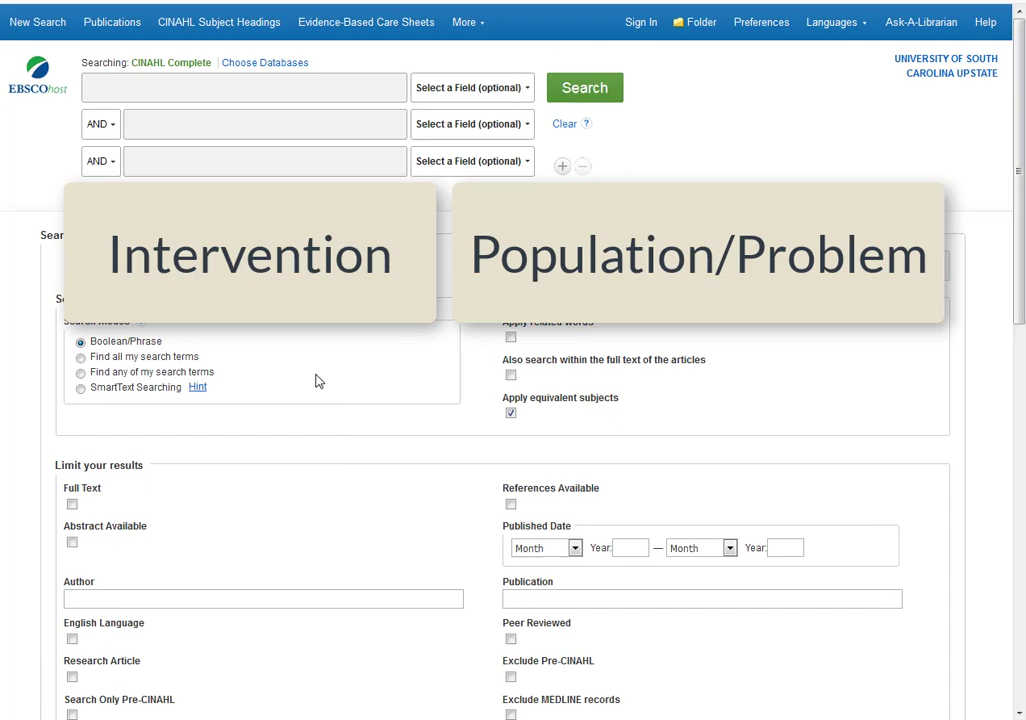 New Search Publications CINAHL Subject Headings Evidence-Based Care Sheets More Sign In Folder Preferences Languages Ask-A-Librarian Help
Searching: CINAHL Complete Choose Databases
UNIVERSITY OF SOUTH
CAROLINA UPSTATE
EBSCOhost
Select a Field (optional) Search
AND Select a Field (optional) Clear ?
AND Select a Field (optional)
Intervention
Population/Problem
Boolean/Phrase
Find all my search terms
Find any of my search terms
SmartText Searching Hint
Apply related words
Also search within the full text of the articles
Apply equivalent subjects
Limit your results
Full Text
References Available
Abstract Available
Published Date
Month Year: — Month Year:
Author
Publication
English Language
Peer Reviewed
Research Article
Exclude Pre-CINAHL
Search Only Pre-CINAHL
Exclude MEDLINE records